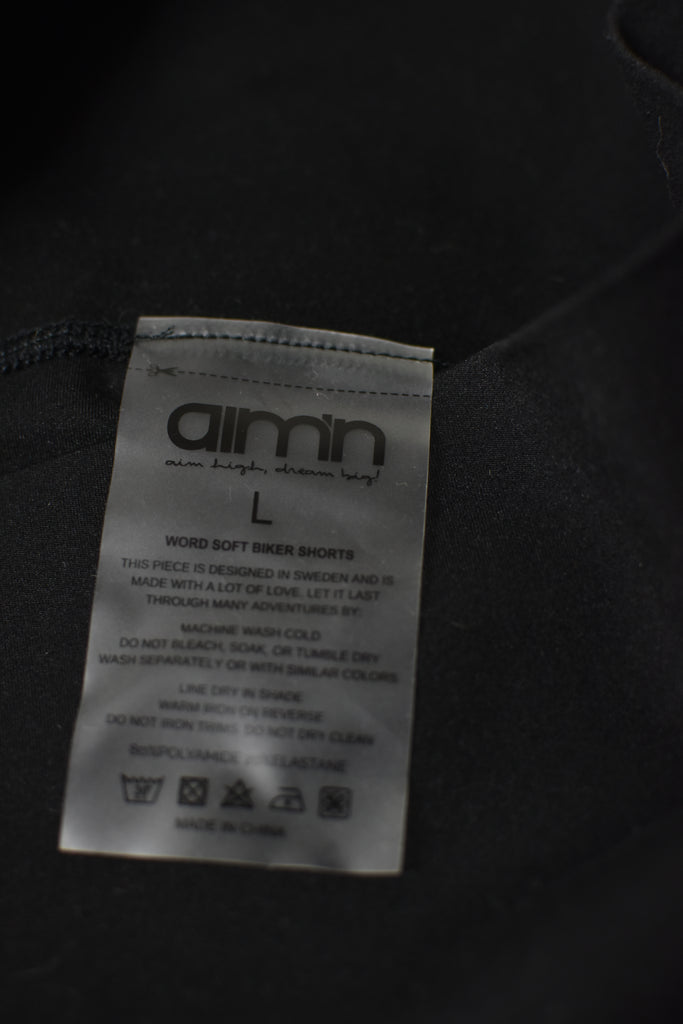 aim'n
aim high, dream big!
L
WORD SOFT BIKER SHORTS
THIS PIECE IS DESIGNED IN SWEDEN AND IS
MADE WITH A LOT OF LOVE. LET IT LAST
THROUGH MANY ADVENTURES BY:
MACHINE WASH COLD
DO NOT BLEACH, SOAK, OR TUMBLE DRY
WASH SEPARATELY OR WITH SIMILAR COLORS
LINE DRY IN SHADE
WARM IRON ON REVERSE
DO NOT IRON TRIMS. DO NOT DRY CLEAN
POLYAMIDE ELASTANE
MADE IN CHINA